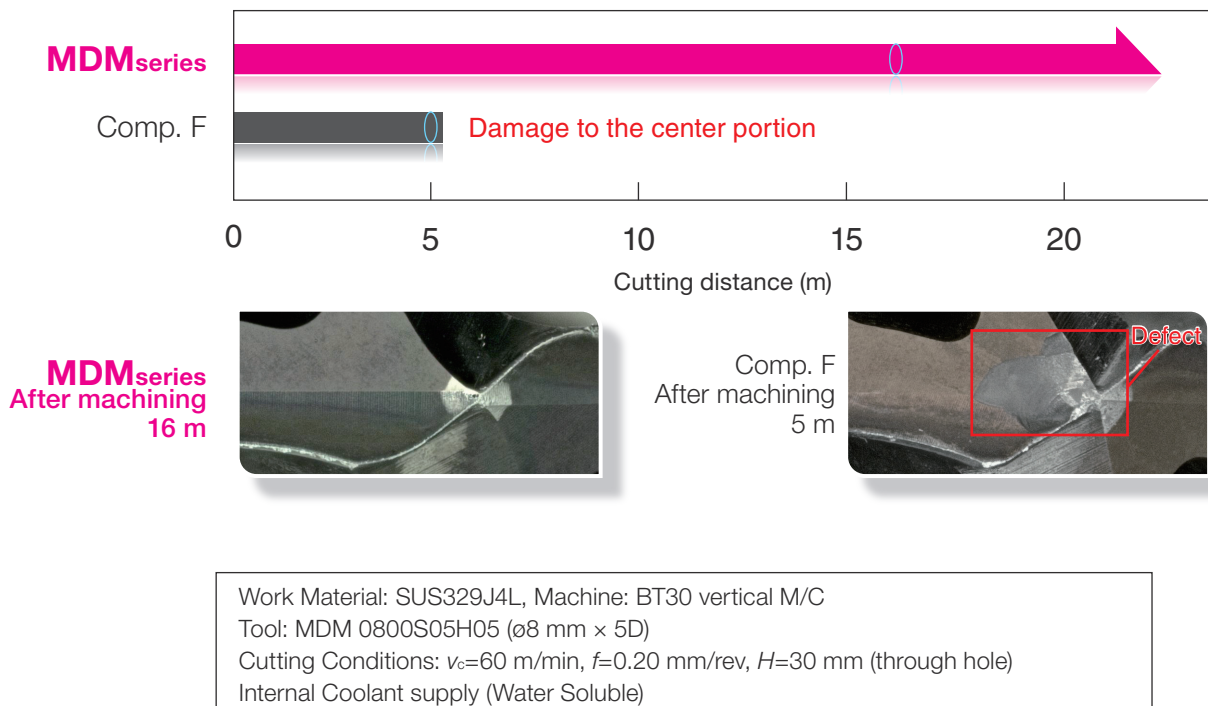 MDMseries
Comp. F
Damage to the center portion
0 5 10 15 20
Cutting distance (m)
MDMseries
After machining
16 m
Comp. F
After machining
5 m
Defect
Work Material: SUS329J4L, Machine: BT30 vertical M/C
Tool: MDM 0800S05H05 (ø8 mm × 5D)
Cutting Conditions: vc=60 m/min, f=0.20 mm/rev, H=30 mm (through hole)
Internal Coolant supply (Water Soluble)